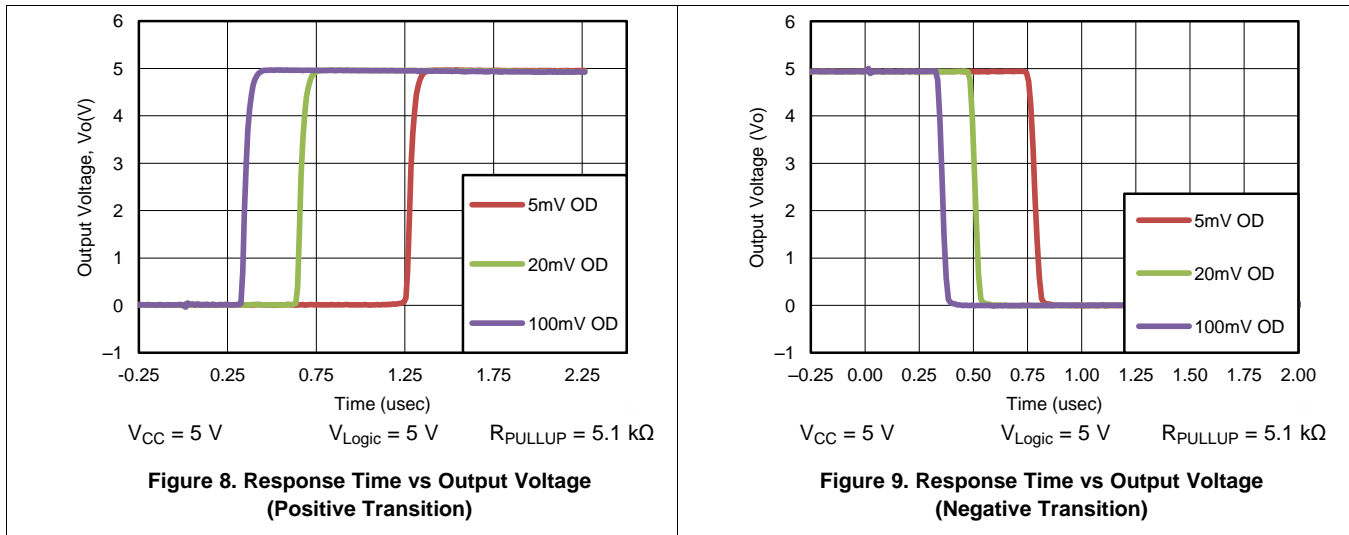 6
5
4
3
2
1
0
–1
Output Voltage, Vo(V)
5mV OD
20mV OD
100mV OD
-0.25 0.25 0.75 1.25 1.75 2.25
Time (usec)
VCC = 5 V VLogic = 5 V RPULLUP = 5.1 kΩ
Figure 8. Response Time vs Output Voltage
(Positive Transition)
6
5
4
3
2
1
0
–1
Output Voltage (Vo)
5mV OD
20mV OD
100mV OD
–0.25 0.00 0.25 0.50 0.75 1.00 1.25 1.50 1.75 2.00
Time (usec)
VCC = 5 V VLogic = 5 V RPULLUP = 5.1 kΩ
Figure 9. Response Time vs Output Voltage
(Negative Transition)